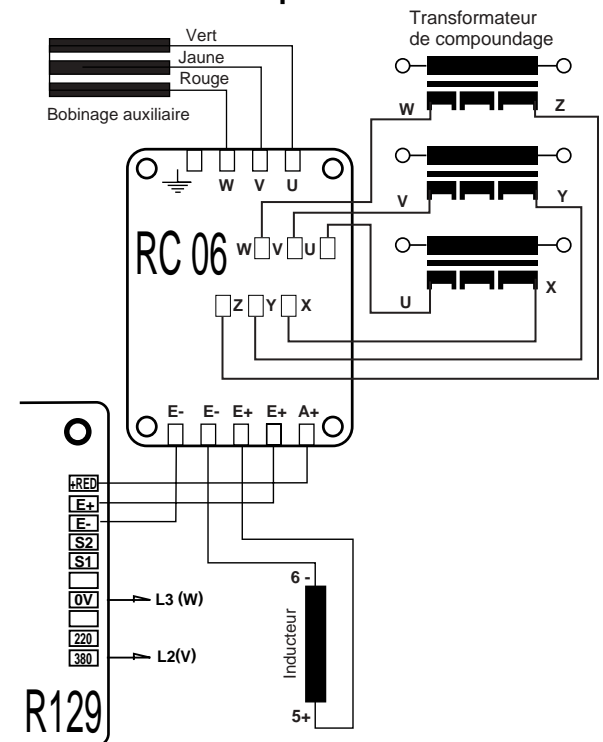 Transformateur
de compoundage
Vert
Jaune
Rouge
Bobinage auxiliaire
W
Z
W V U
V
Y
RC 06
W V U
U
X
Z Y X
E- E- E+ E+ A+
+RED
E+
E-
S2
S1
0V
L3 (W)
220
380
L2(V)
6 -
Inducteur
5+
R129